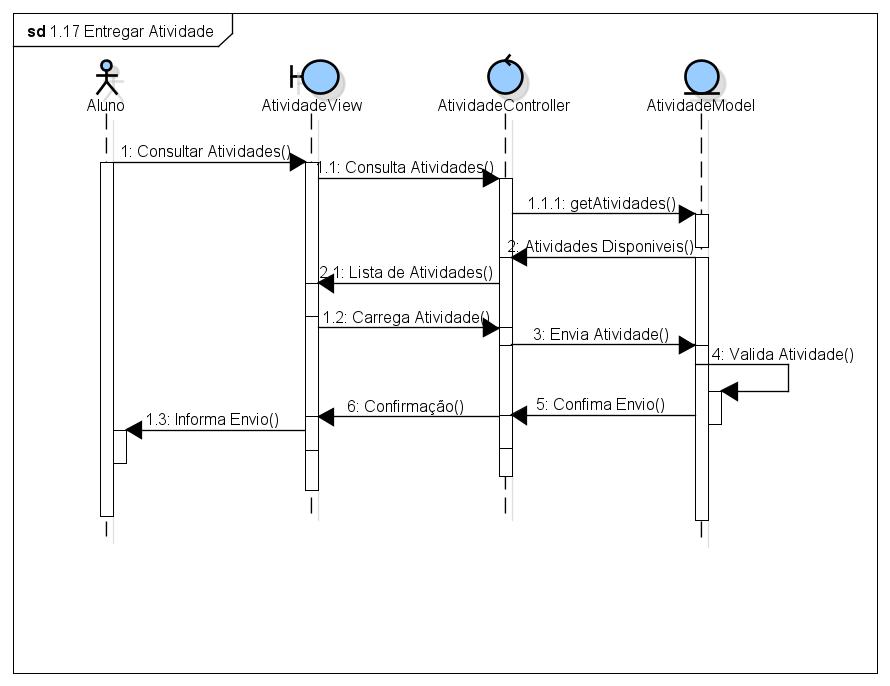 sd 1.17 Entregar Atividade
Aluno
AtividadeView
AtividadeController
AtividadeModel
1: Consultar Atividades()
1.1: Consulta Atividades()
1.1.1: getAtividades()
2: Atividades Disponiveis()
2.1: Lista de Atividades()
1.2: Carrega Atividade()
3: Envia Atividade()
4: Valida Atividade()
5: Confima Envio()
6: Confirmação()
1.3: Informa Envio()